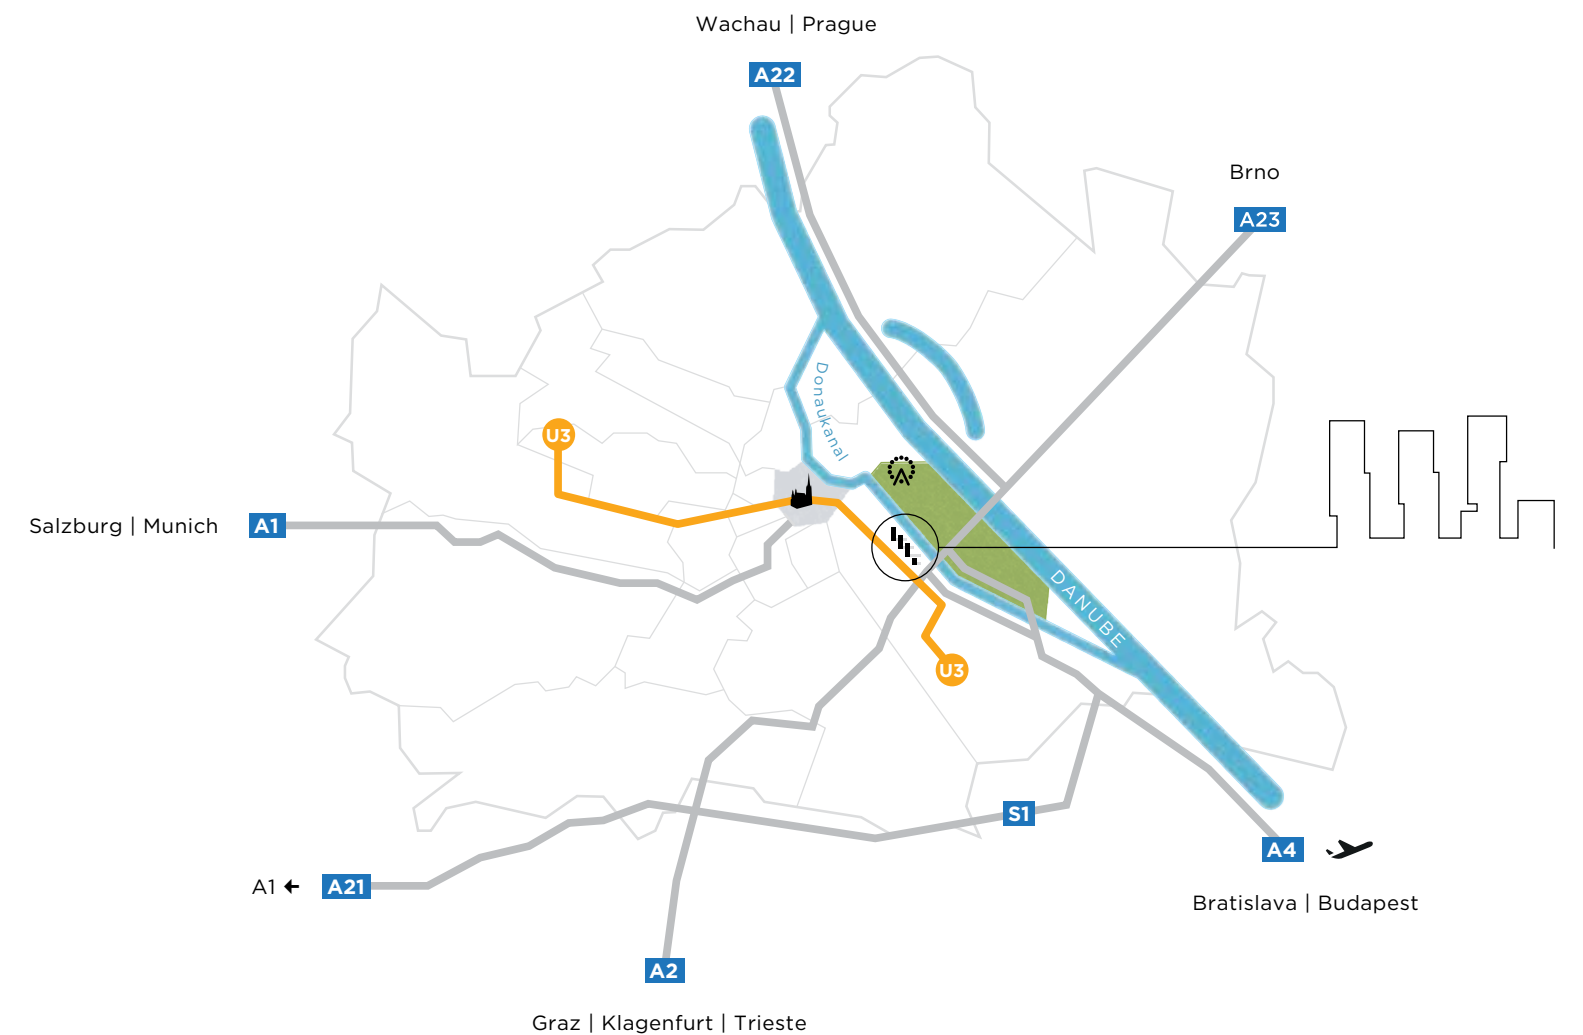 Wachau | Prague
A22
Brno
A23
Donaukanal
U3
Salzburg | Munich
A1
DANUBE
U3
S1
A4
A1
A21
Bratislava | Budapest
A2
Graz | Klagenfurt | Trieste